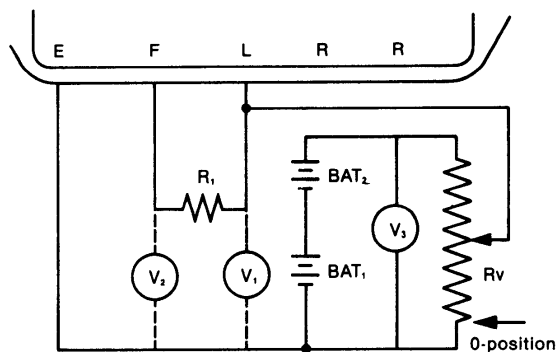 E F L R R
R₁
BAT₂
V₃
V₂ V₁ BAT₁ Rv
0-position